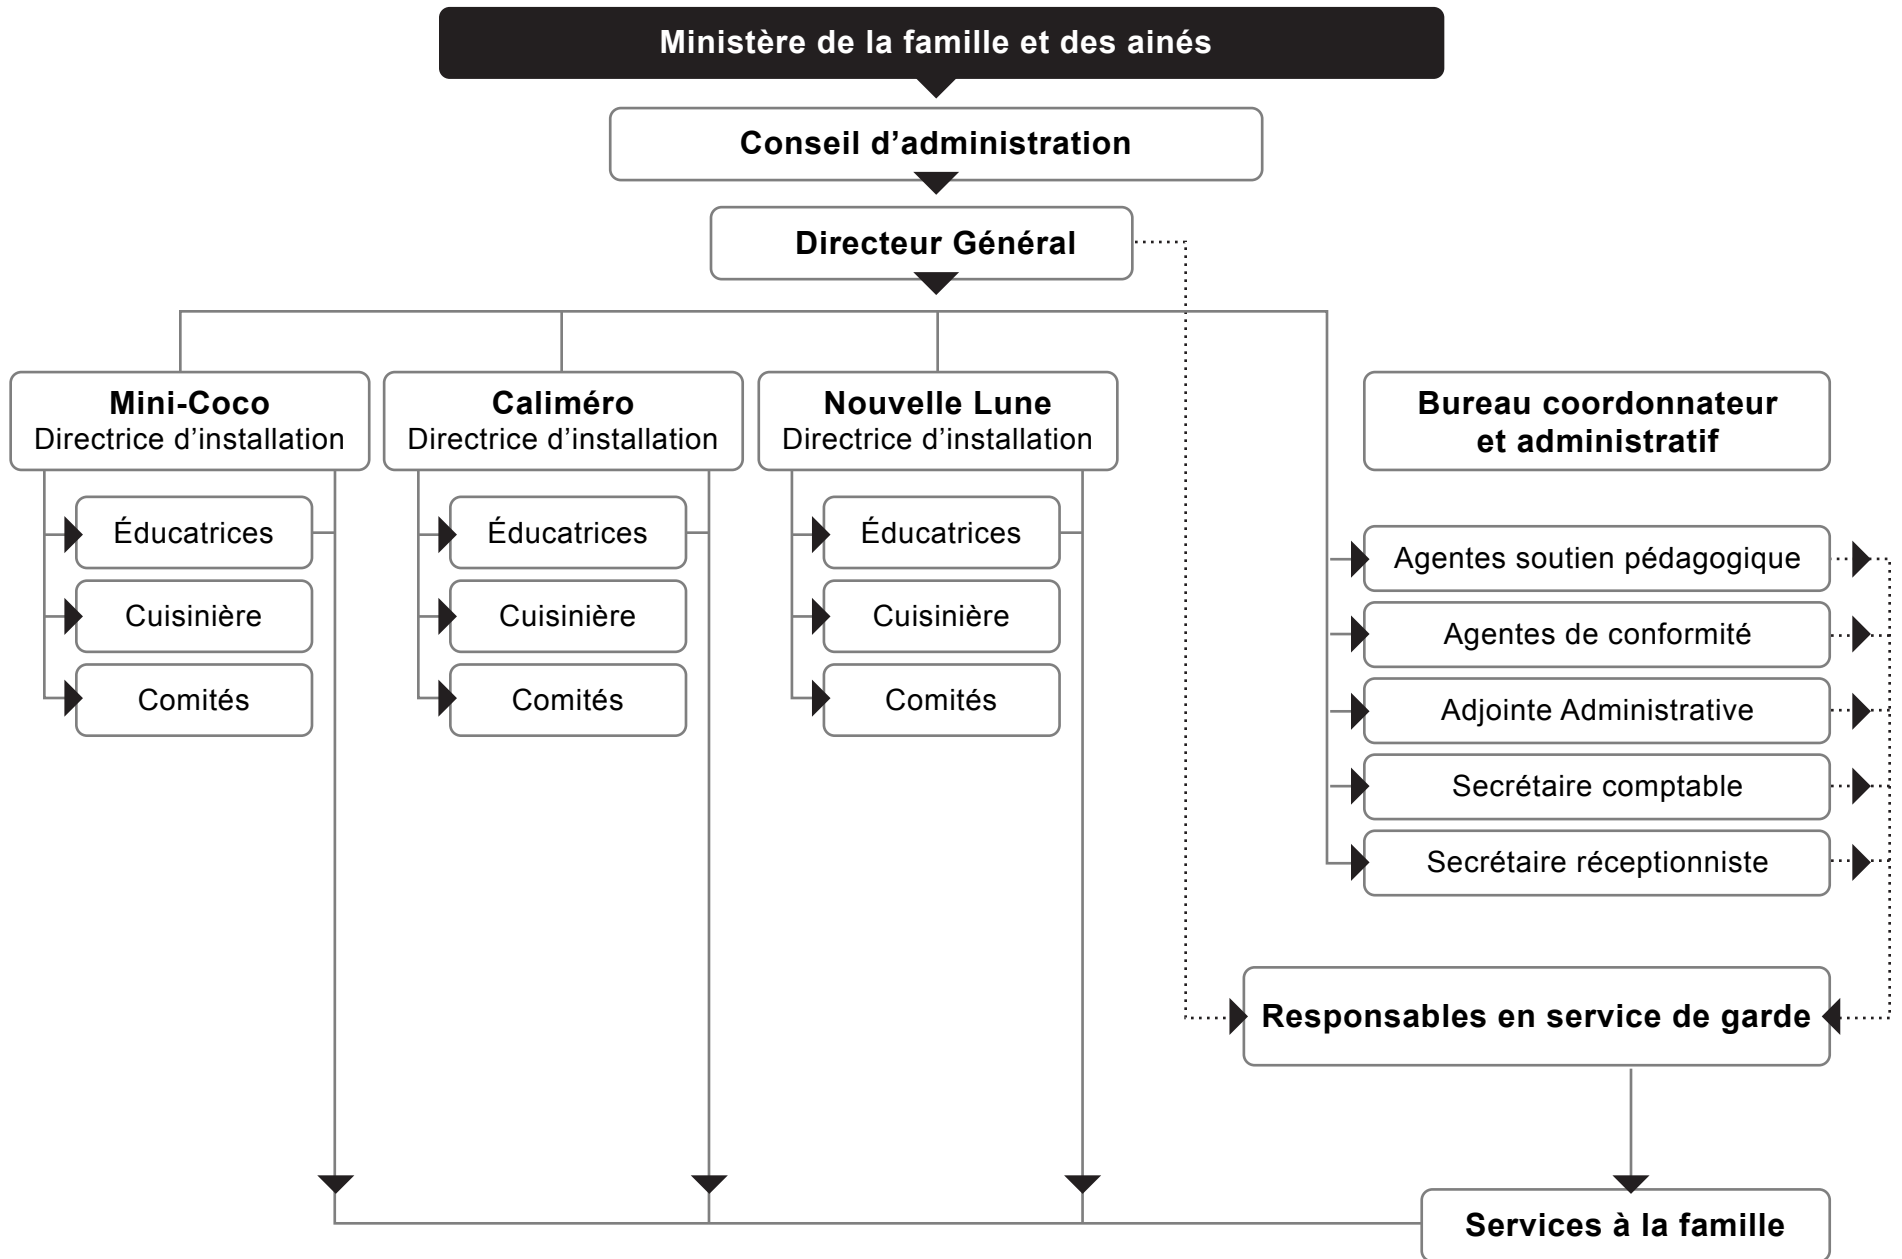 Ministère de la famille et des ainés
Conseil d’administration
Directeur Général
Mini-Coco
Directrice d’installation
Éducatrices
Cuisinière
Comités
Caliméro
Directrice d’installation
Éducatrices
Cuisinière
Comités
Nouvelle Lune
Directrice d’installation
Éducatrices
Cuisinière
Comités
Bureau coordonnateur
et administratif
Agentes soutien pédagogique
Agentes de conformité
Adjointe Administrative
Secrétaire comptable
Secrétaire réceptionniste
Responsables en service de garde
Services à la famille